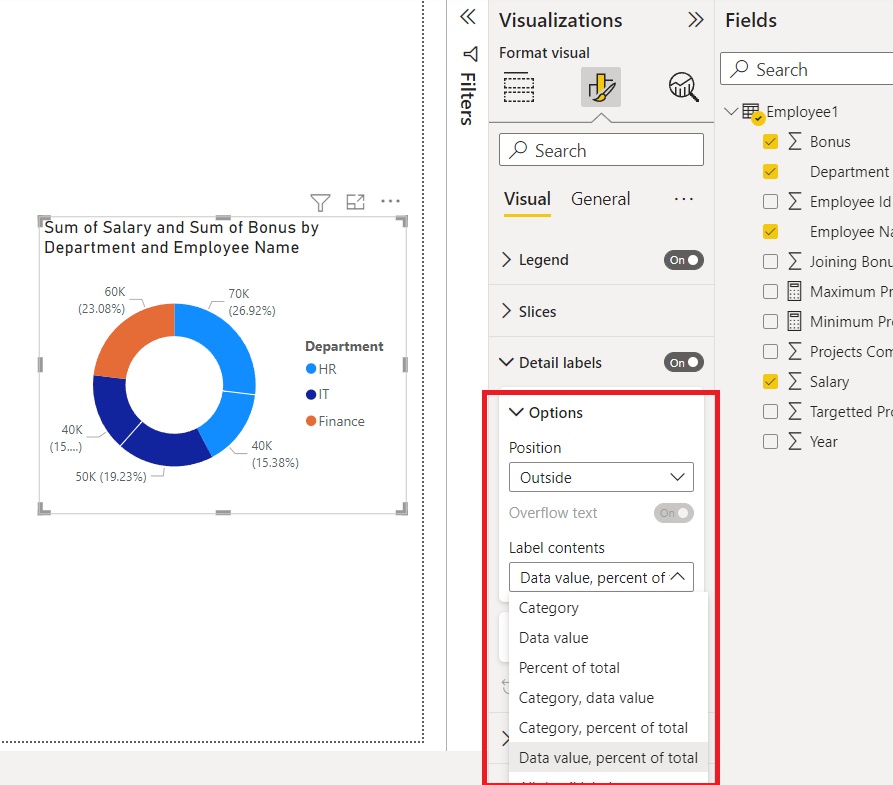 Sum of Salary and Sum of Bonus by
Department and Employee Name
60K
(23.08%)
70K
(26.92%)
40K
(15....)
50K (19.23%)
40K
(15.38%)
Department
HR
IT
Finance
Filters
Visualizations
Format visual
Search
Visual
General
Legend
On
Slices
Detail labels
On
Options
Position
Outside
Overflow text
On
Label contents
Data value, percent of
Category
Data value
Percent of total
Category, data value
Category, percent of total
Data value, percent of total
Fields
Search
Employee1
Bonus
Department
Employee Id
Employee Na
Joining Bonu
Maximum Pr
Minimum Pro
Projects Com
Salary
Targetted Pro
Year